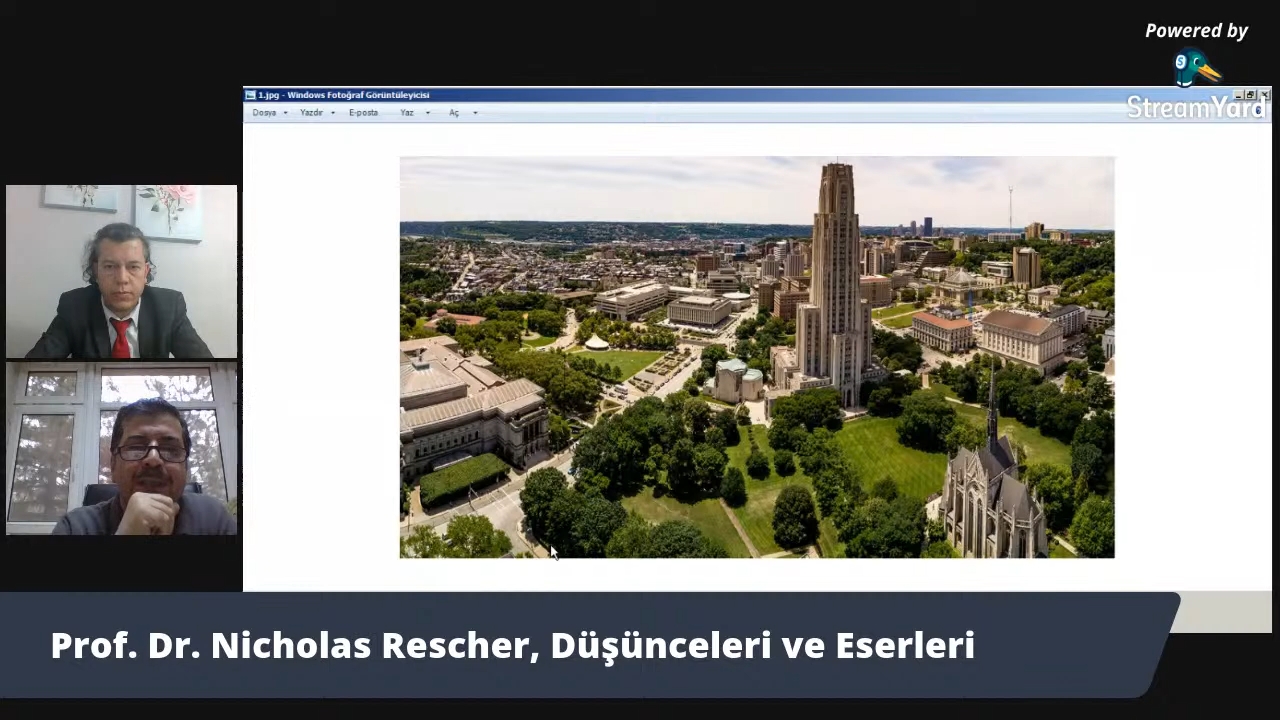 Powered by
StreamYard
1.jpg - Windows Fotoğraf Görüntüleyicisi
Dosya Yazdır E-posta Yaz Aç
Prof. Dr. Nicholas Rescher, Düşünceleri ve Eserleri